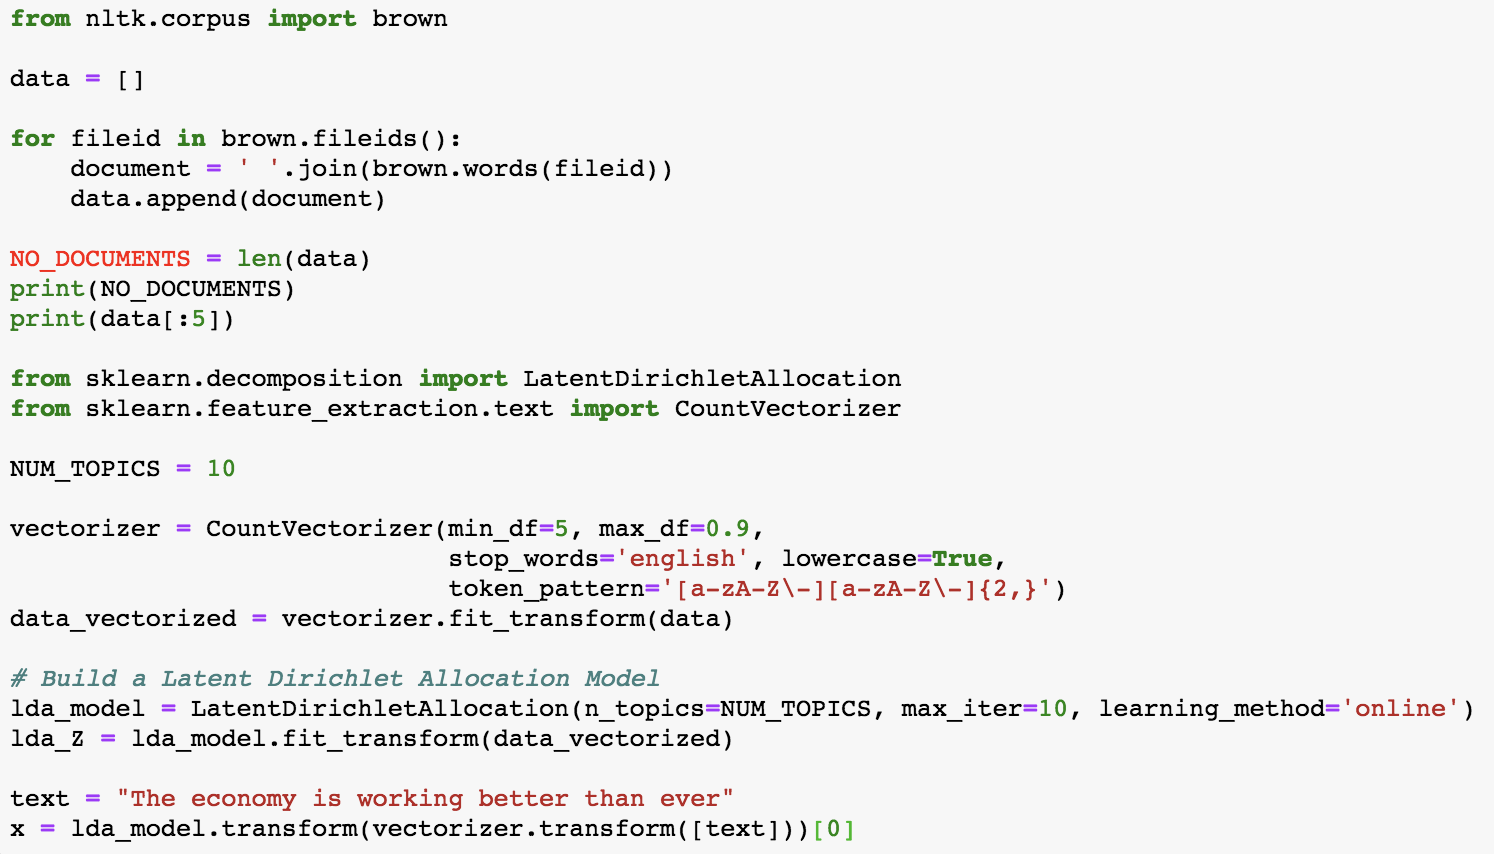 from nltk.corpus import brown
data = []
for fileid in brown.fileids():
    document = ' '.join(brown.words(fileid))
    data.append(document)
NO_DOCUMENTS = len(data)
print(NO_DOCUMENTS)
print(data[:5])
from sklearn.decomposition import LatentDirichletAllocation
from sklearn.feature_extraction.text import CountVectorizer
NUM_TOPICS = 10
vectorizer = CountVectorizer(min_df=5, max_df=0.9,
                             stop_words='english', lowercase=True,
                             token_pattern='[a-zA-Z\-][a-zA-Z\-]{2,}')
data_vectorized = vectorizer.fit_transform(data)
# Build a Latent Dirichlet Allocation Model
lda_model = LatentDirichletAllocation(n_topics=NUM_TOPICS, max_iter=10, learning_method='online')
lda_Z = lda_model.fit_transform(data_vectorized)
text = "The economy is working better than ever"
x = lda_model.transform(vectorizer.transform([text]))[0]